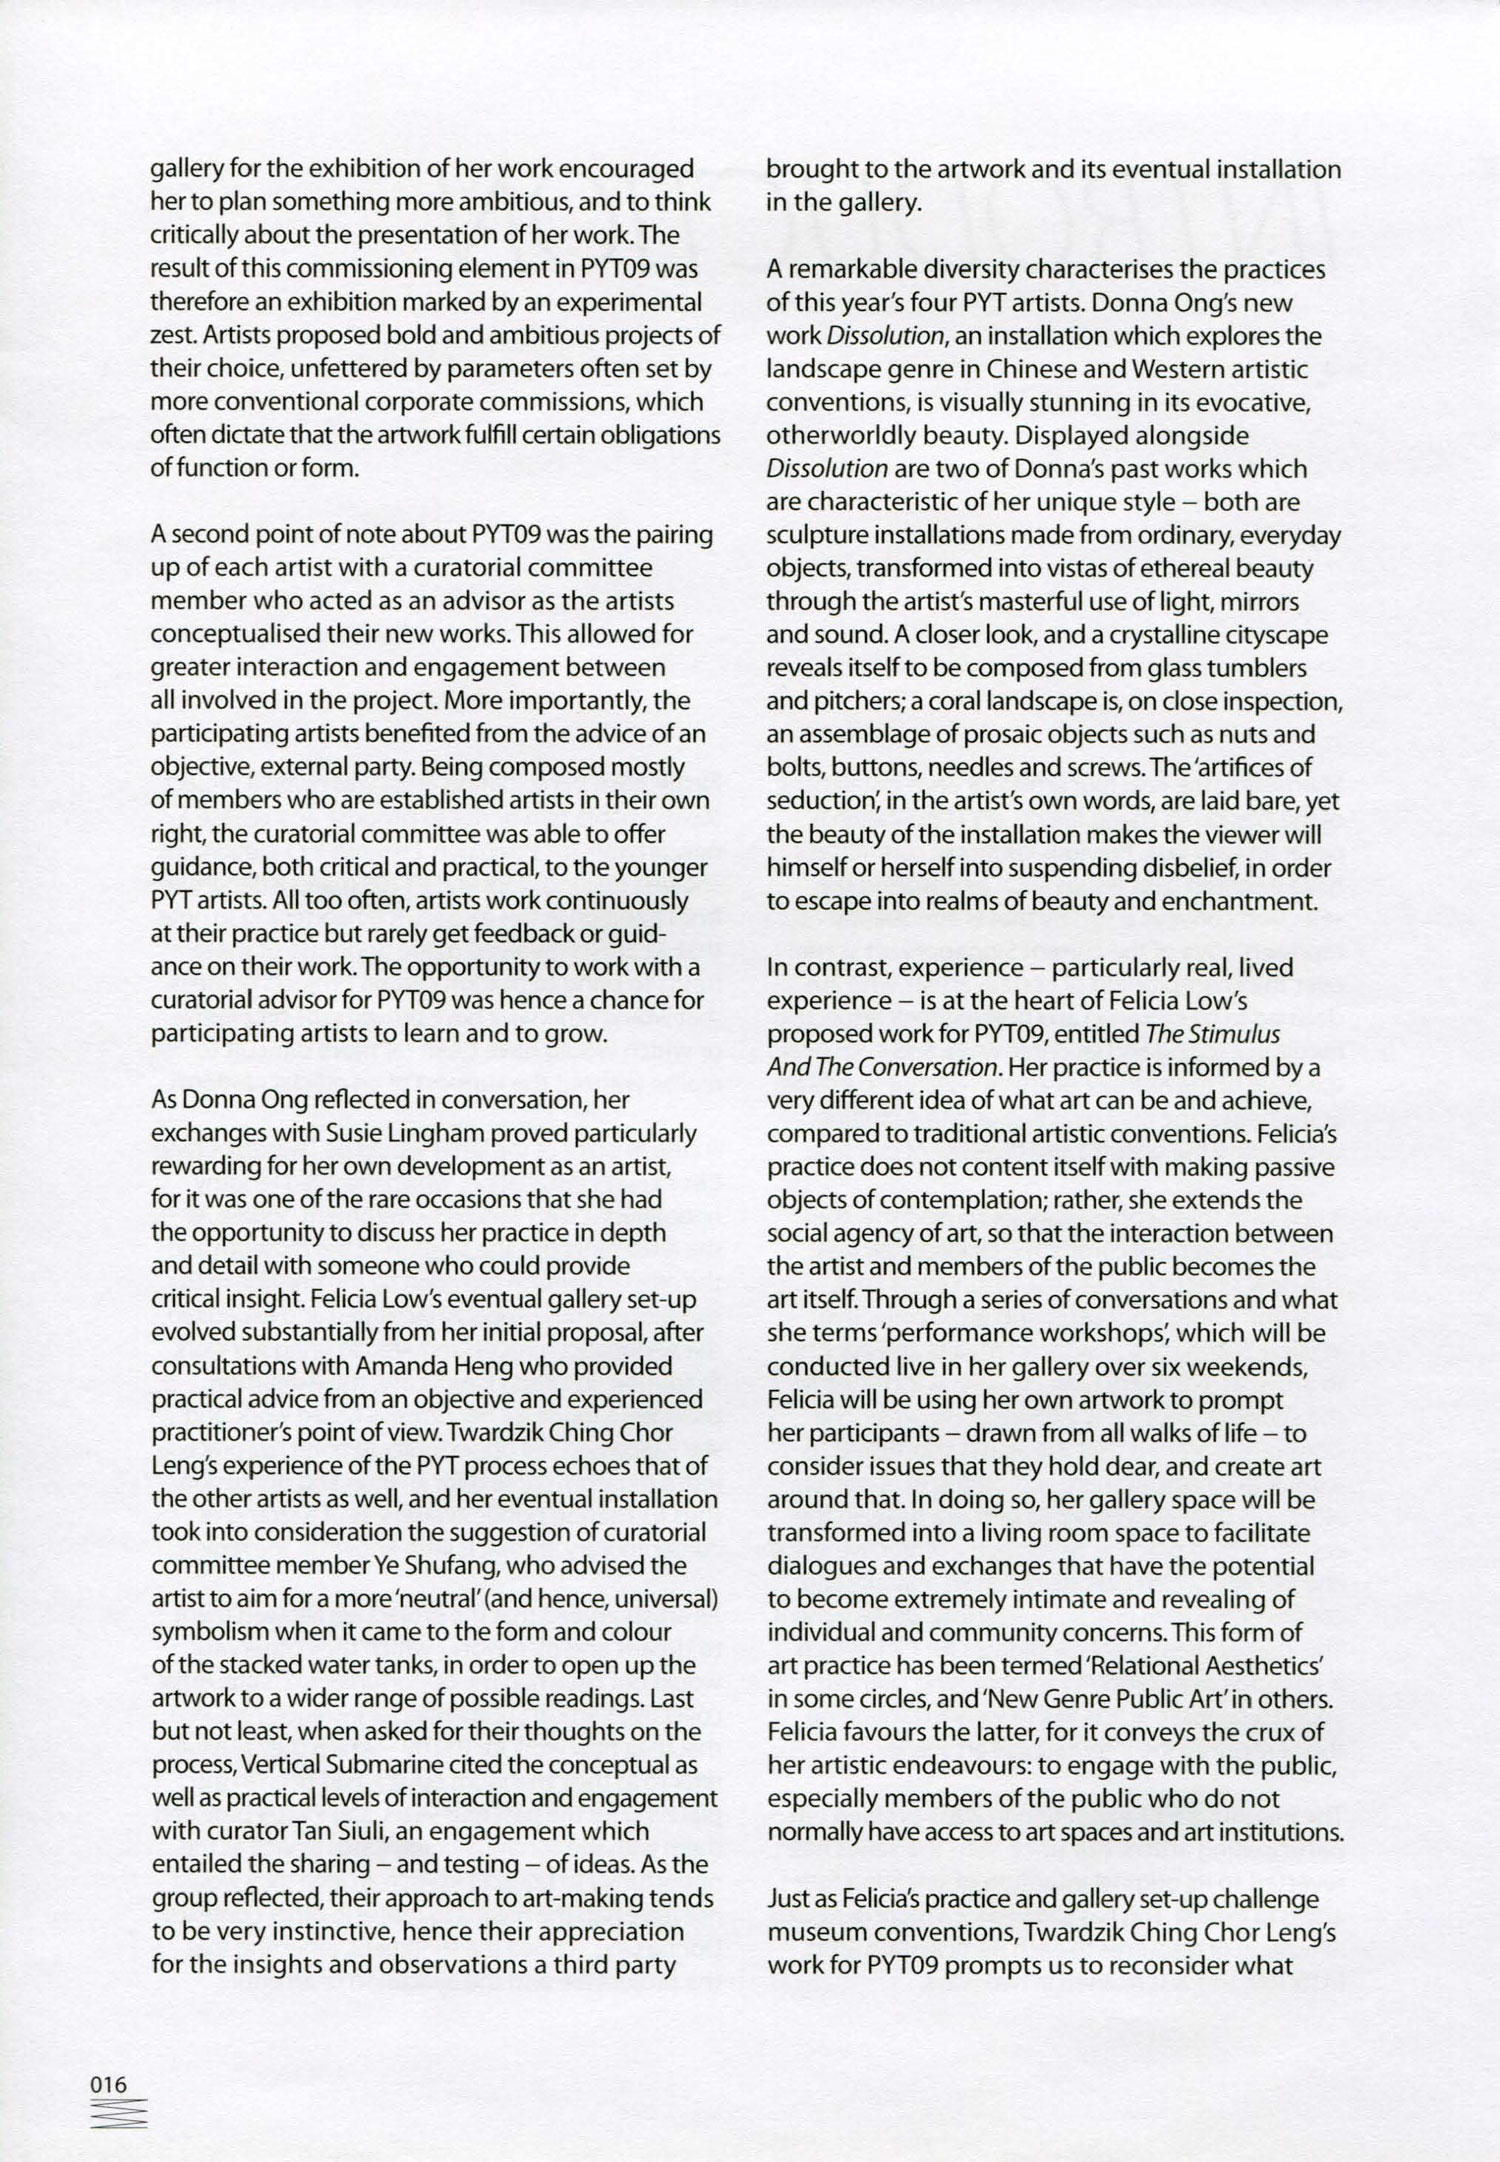 gallery for the exhibition of her work encouraged
her to plan something more ambitious, and to think
critically about the presentation of her work. The
result of this commissioning element in PYT09 was
therefore an exhibition marked by an experimental
zest. Artists proposed bold and ambitious projects of
their choice, unfettered by parameters often set by
more conventional corporate commissions, which
often dictate that the artwork fulfill certain obligations
of function or form.

A second point of note about PYT09 was the pairing
up of each artist with a curatorial committee
member who acted as an advisor as the artists
conceptualised their new works. This allowed for
greater interaction and engagement between
all involved in the project. More importantly, the
participating artists benefited from the advice of an
objective, external party. Being composed mostly
of members who are established artists in their own
right, the curatorial committee was able to offer
guidance, both critical and practical, to the younger
PYT artists. All too often, artists work continuously
at their practice but rarely get feedback or guid-
ance on their work. The opportunity to work with a
curatorial advisor for PYT09 was hence a chance for
participating artists to learn and to grow.

As Donna Ong reflected in conversation, her
exchanges with Susie Lingham proved particularly
rewarding for her own development as an artist,
for it was one of the rare occasions that she had
the opportunity to discuss her practice in depth
and detail with someone who could provide
critical insight. Felicia Low's eventual gallery set-up
evolved substantially from her initial proposal, after
consultations with Amanda Heng who provided
practical advice from an objective and experienced
practitioner's point of view. Twardzik Ching Chor
Leng's experience of the PYT process echoes that of
the other artists as well, and her eventual installation
took into consideration the suggestion of curatorial
committee member Ye Shufang, who advised the
artist to aim for a more 'neutral' (and hence, universal)
symbolism when it came to the form and colour
of the stacked water tanks, in order to open up the
artwork to a wider range of possible readings. Last
but not least, when asked for their thoughts on the
process, Vertical Submarine cited the conceptual as
well as practical levels of interaction and engagement
with curator Tan Siuli, an engagement which
entailed the sharing – and testing – of ideas. As the
group reflected, their approach to art-making tends
to be very instinctive, hence their appreciation
for the insights and observations a third party

brought to the artwork and its eventual installation
in the gallery.

A remarkable diversity characterises the practices
of this year's four PYT artists. Donna Ong's new
work Dissolution, an installation which explores the
landscape genre in Chinese and Western artistic
conventions, is visually stunning in its evocative,
otherworldly beauty. Displayed alongside
Dissolution are two of Donna's past works which
are characteristic of her unique style – both are
sculpture installations made from ordinary, everyday
objects, transformed into vistas of ethereal beauty
through the artist's masterful use of light, mirrors
and sound. A closer look, and a crystalline cityscape
reveals itself to be composed from glass tumblers
and pitchers; a coral landscape is, on close inspection,
an assemblage of prosaic objects such as nuts and
bolts, buttons, needles and screws. The 'artifices of
seduction', in the artist's own words, are laid bare, yet
the beauty of the installation makes the viewer will
himself or herself into suspending disbelief, in order
to escape into realms of beauty and enchantment.

In contrast, experience – particularly real, lived
experience – is at the heart of Felicia Low's
proposed work for PYT09, entitled The Stimulus
And The Conversation. Her practice is informed by a
very different idea of what art can be and achieve,
compared to traditional artistic conventions. Felicia's
practice does not content itself with making passive
objects of contemplation; rather, she extends the
social agency of art, so that the interaction between
the artist and members of the public becomes the
art itself. Through a series of conversations and what
she terms 'performance workshops', which will be
conducted live in her gallery over six weekends,
Felicia will be using her own artwork to prompt
her participants – drawn from all walks of life – to
consider issues that they hold dear, and create art
around that. In doing so, her gallery space will be
transformed into a living room space to facilitate
dialogues and exchanges that have the potential
to become extremely intimate and revealing of
individual and community concerns. This form of
art practice has been termed 'Relational Aesthetics'
in some circles, and 'New Genre Public Art' in others.
Felicia favours the latter, for it conveys the crux of
her artistic endeavours: to engage with the public,
especially members of the public who do not
normally have access to art spaces and art institutions.

Just as Felicia's practice and gallery set-up challenge
museum conventions, Twardzik Ching Chor Leng's
work for PYT09 prompts us to reconsider what

016